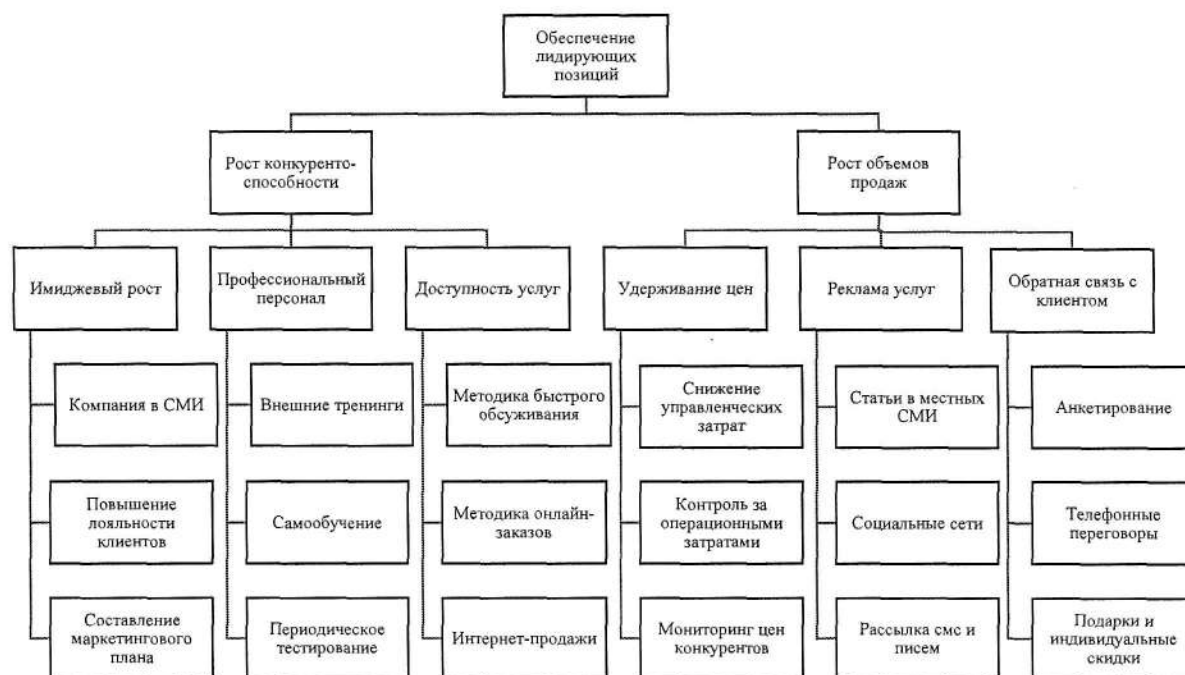 Обеспечение
лидирующих
позиций
Рост конкуренто-
способности
Рост объемов
продаж
Имиджевый рост
Профессиональный
персонал
Доступность услуг
Удерживание цен
Реклама услуг
Обратная связь с
клиентом
Компания в СМИ
Внешние тренинги
Методика быстрого
обсуживания
Снижение
управленческих
затрат
Статьи в местных
СМИ
Анкетирование
Повышение
лояльности
клиентов
Самообучение
Методика онлайн-
заказов
Контроль за
операционными
затратами
Социальные сети
Телефонные
переговоры
Составление
маркетингового
плана
Периодическое
тестирование
Интернет-продажи
Мониторинг цен
конкурентов
Рассылка смс и
писем
Подарки и
индивидуальные
скидки